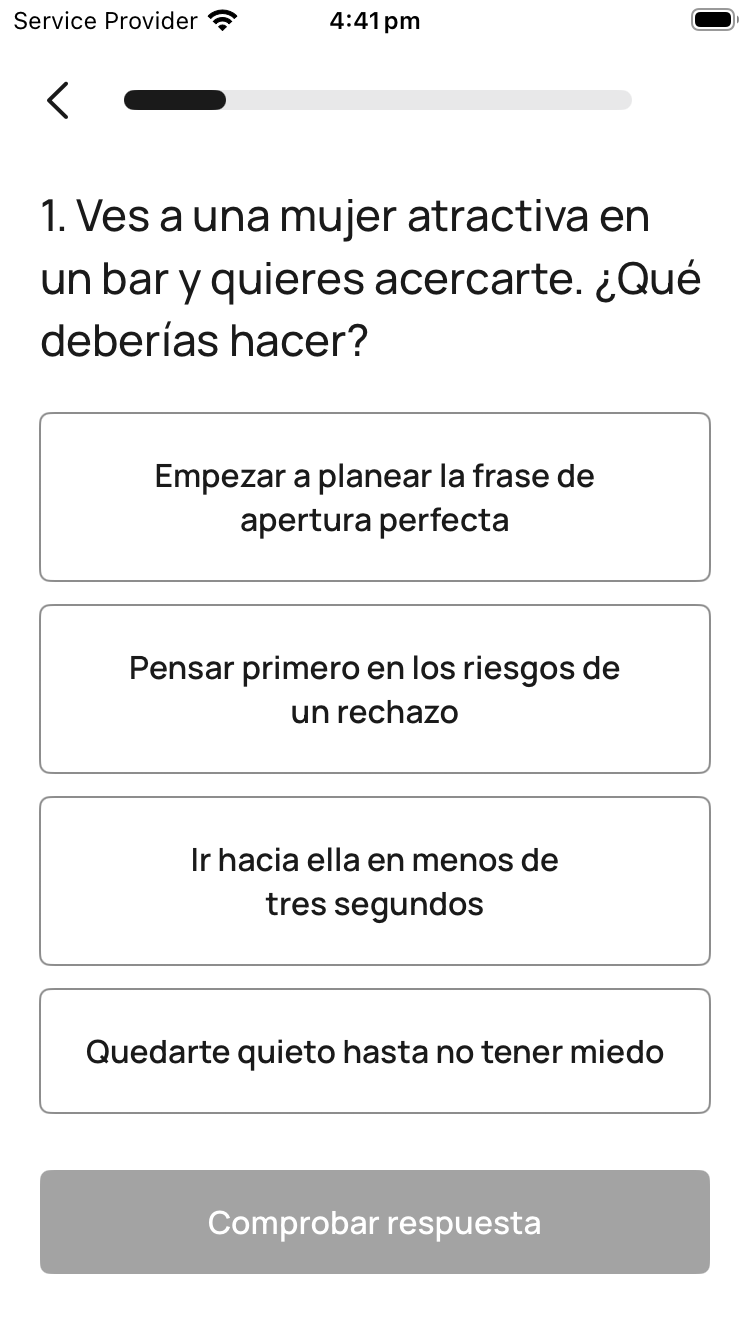 Service Provider 4:41 pm
1. Ves a una mujer atractiva en
un bar y quieres acercarte. ¿Qué
deberías hacer?
Empezar a planear la frase de
apertura perfecta
Pensar primero en los riesgos de
un rechazo
Ir hacia ella en menos de
tres segundos
Quedarte quieto hasta no tener miedo
Comprobar respuesta